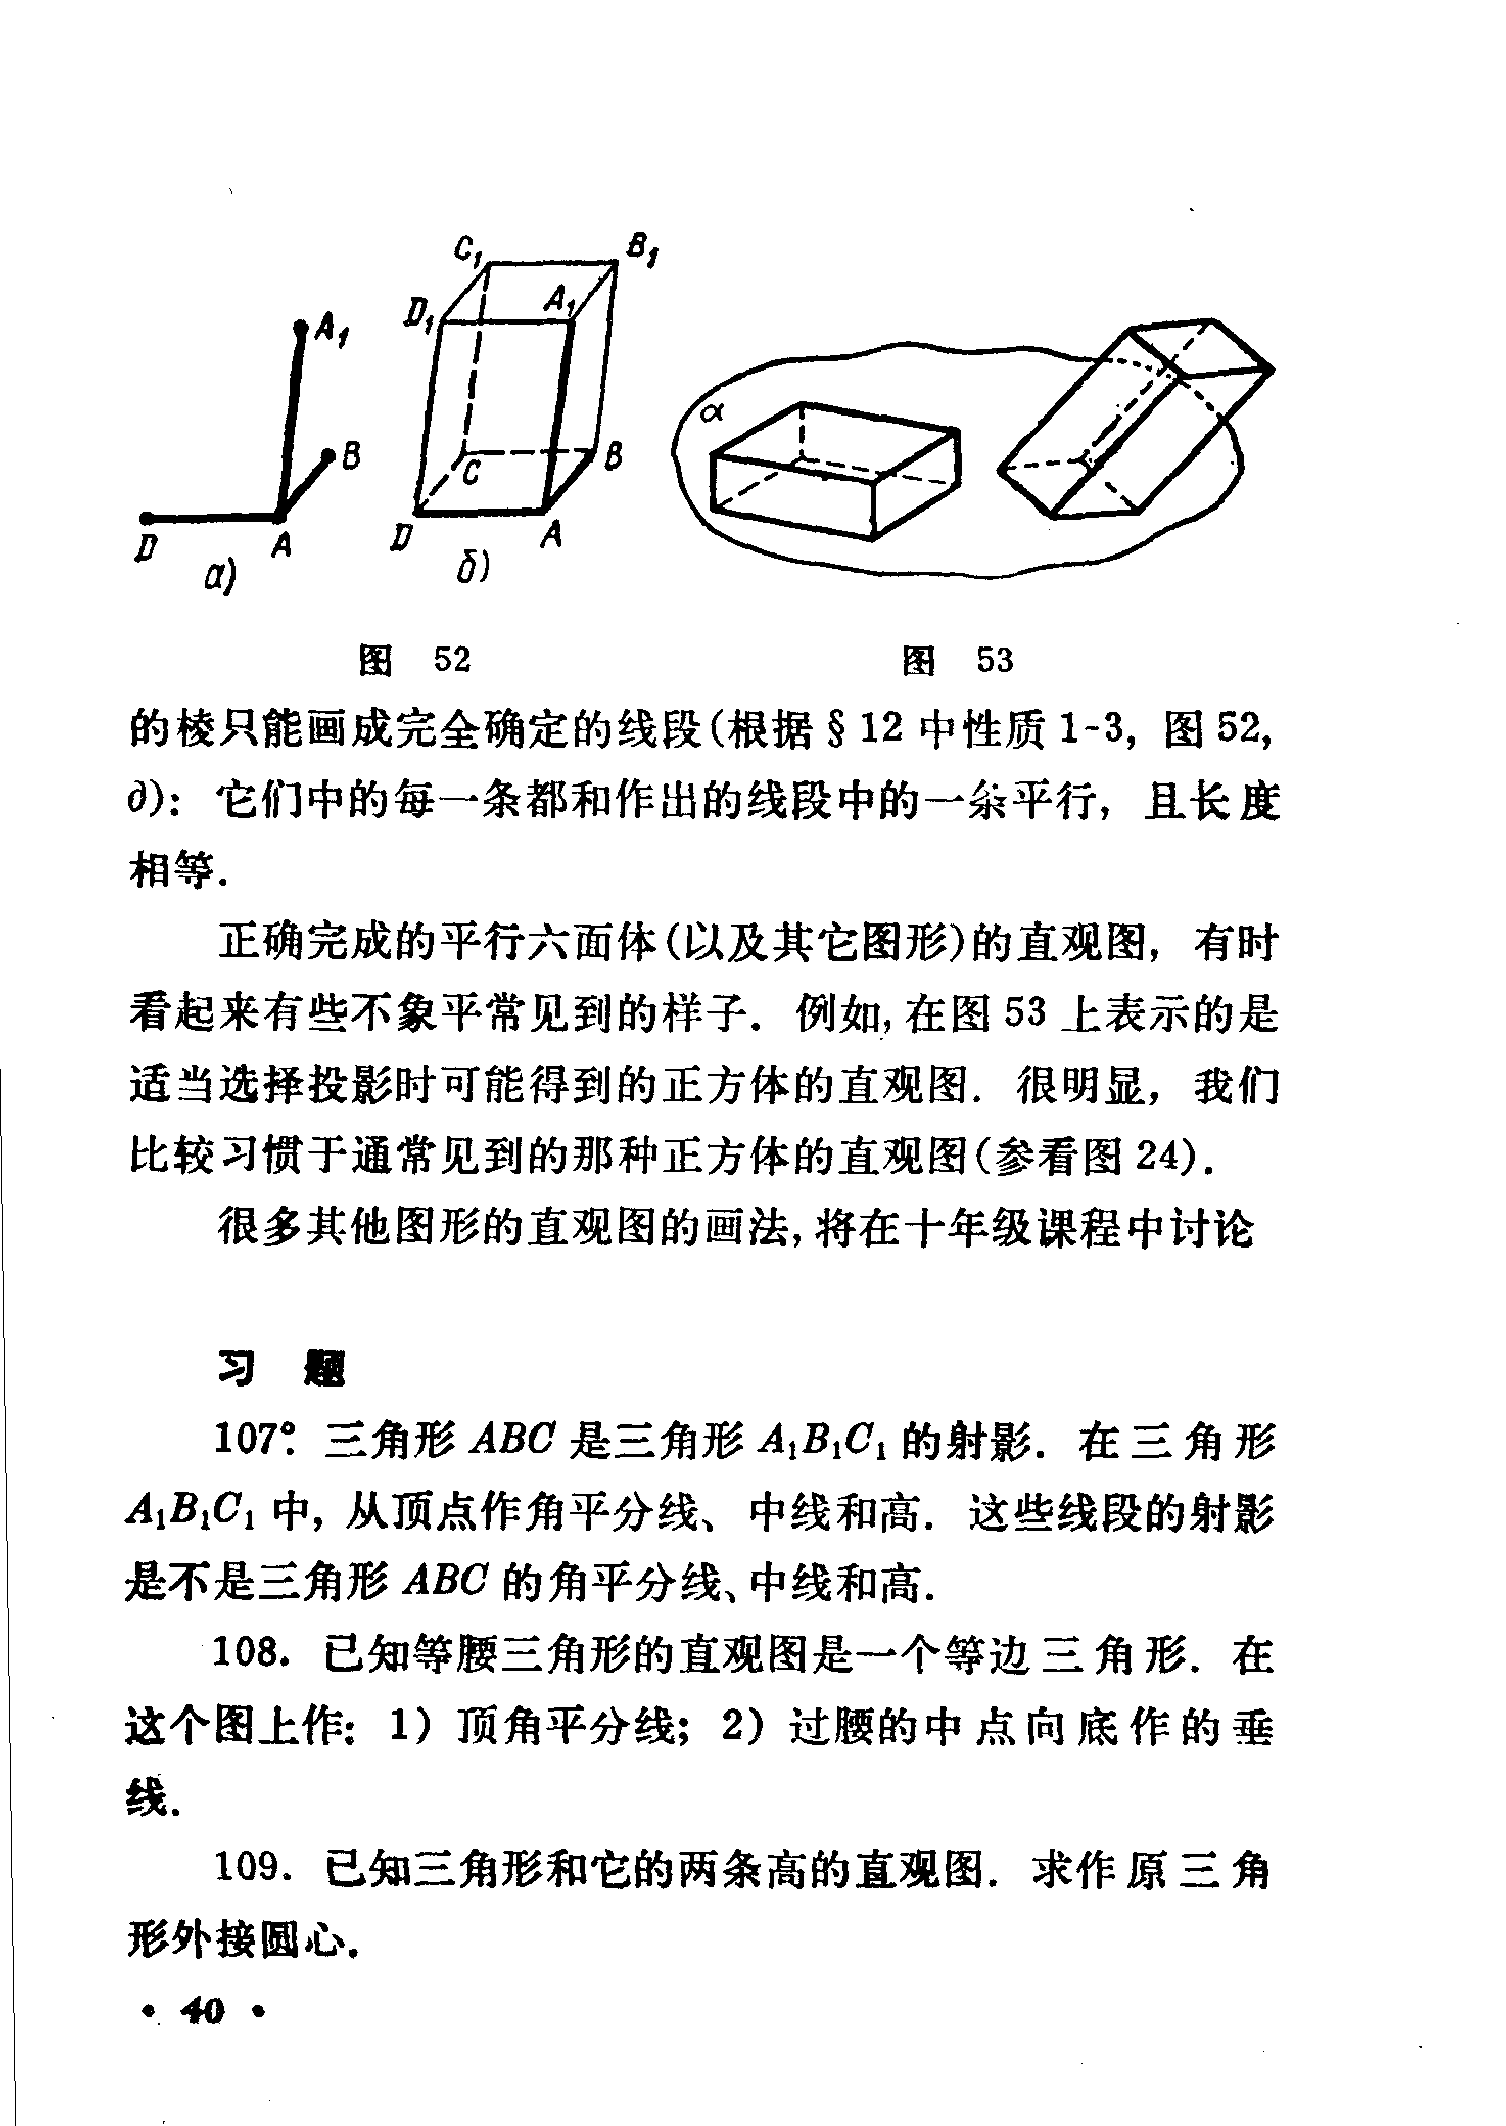 C₁ B₁
D₁ A₁
A₁
α
B C B
D A D A
а) б)
图 52 图 53
的棱只能画成完全确定的线段(根据§12中性质1-3, 图52,
д): 它们中的每一条都和作出的线段中的一条平行, 且长度
相等.
正确完成的平行六面体(以及其它图形)的直观图, 有时
看起来有些不象平常见到的样子. 例如, 在图53上表示的是
适当选择投影时可能得到的正方体的直观图. 很明显, 我们
比较习惯于通常见到的那种正方体的直观图(参看图24).
很多其他图形的直观图的画法, 将在十年级课程中讨论
习 题
107°. 三角形ABC是三角形A₁B₁C₁的射影. 在三角形
A₁B₁C₁中, 从顶点作角平分线、中线和高. 这些线段的射影
是不是三角形ABC的角平分线、中线和高.
108. 已知等腰三角形的直观图是一个等边三角形. 在
这个图上作: 1) 顶角平分线; 2) 过腰的中点向底作的垂
线.
109. 已知三角形和它的两条高的直观图. 求作原三角
形外接圆心.
• 40 •